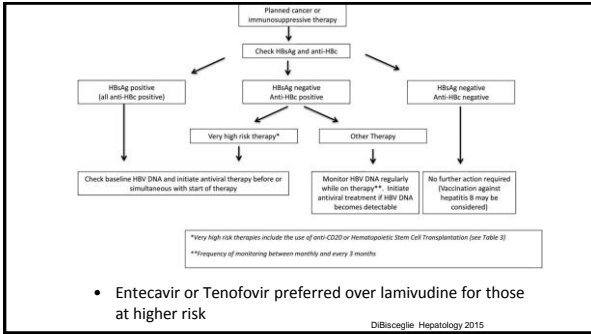 Planned cancer or
immunosuppressive therapy
Check HBsAg and anti-HBc
HBsAg positive
(all anti-HBc positive)
HBsAg negative
Anti-HBc positive
HBsAg negative
Anti-HBc negative
Very high risk therapy*
Other Therapy
Check baseline HBV DNA and initiate antiviral therapy before or
simultaneous with start of therapy
Monitor HBV DNA regularly
while on therapy**. Initiate
antiviral treatment if HBV DNA
becomes detectable
No further action required
(Vaccination against
hepatitis B may be
considered)
*Very high risk therapies include the use of anti-CD20 or Hematopoietic Stem Cell Transplantation (see Table 3)
**Frequency of monitoring between monthly and every 3 months
• Entecavir or Tenofovir preferred over lamivudine for those
at higher risk
DiBisceglie Hepatology 2015